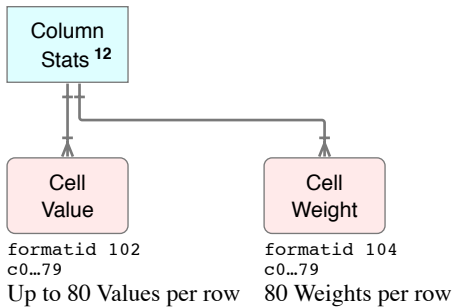 Column
Stats 12
Cell
Value
Cell
Weight
formatid 102
c0…79
Up to 80 Values per row
formatid 104
c0…79
80 Weights per row